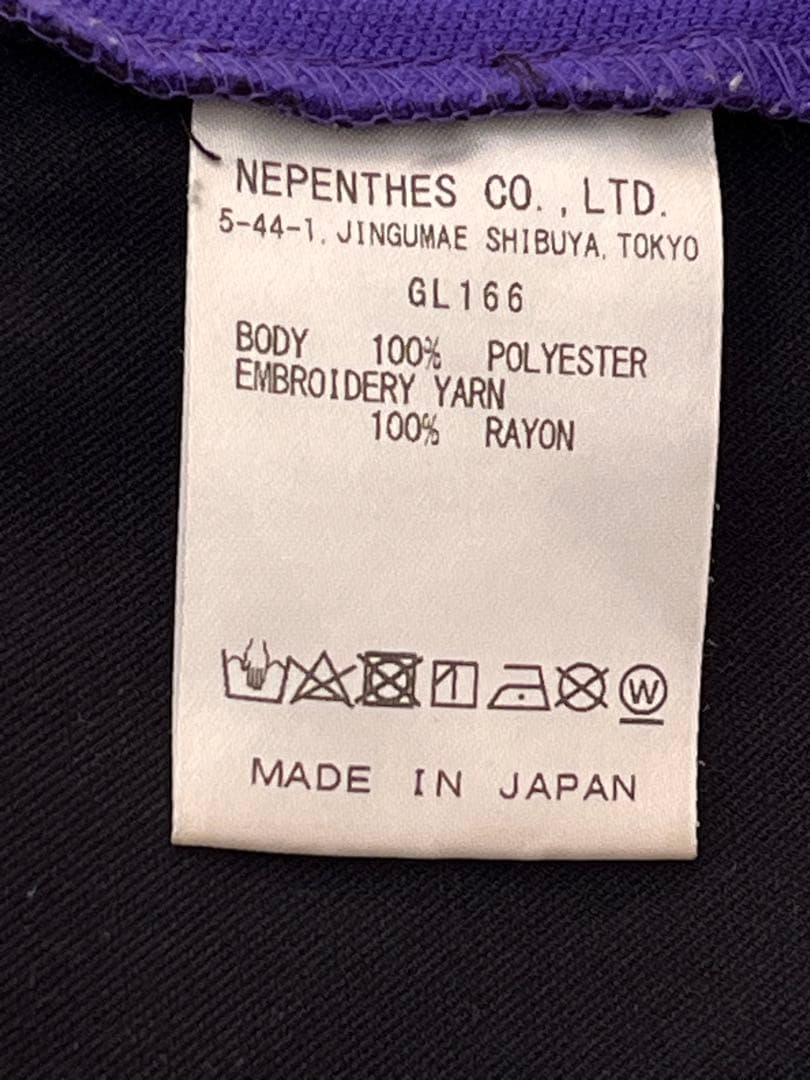 NEPENTHES CO.,LTD.
5-44-1, JINGUMAE SHIBUYA, TOKYO
GL166
BODY 100% POLYESTER
EMBROIDERY YARN
100% RAYON
W
MADE IN JAPAN